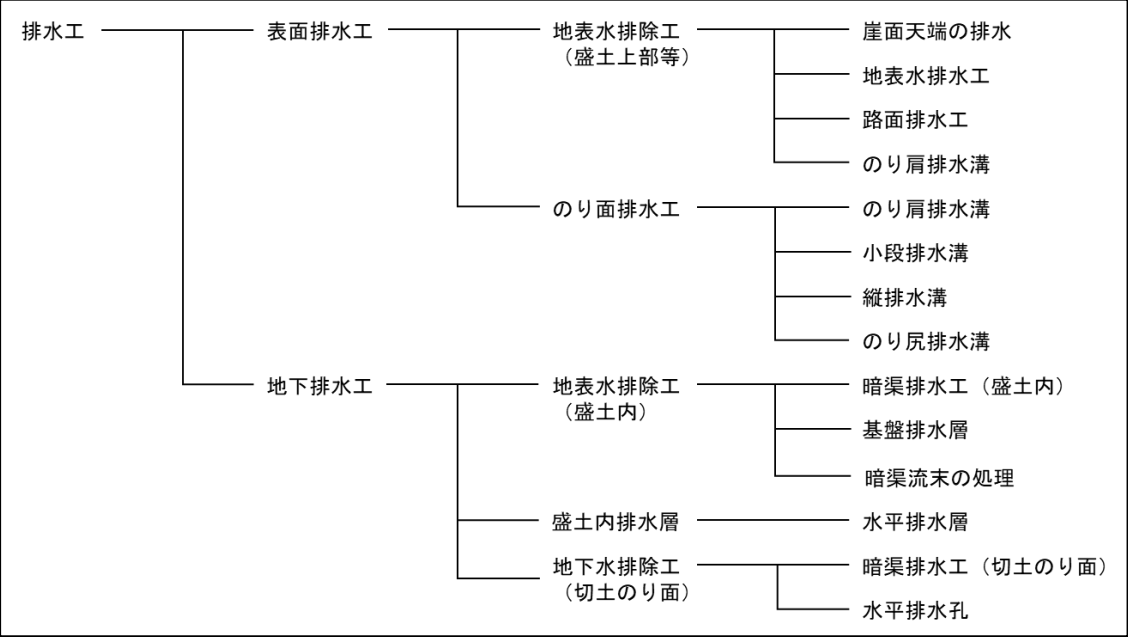 排水工
表面排水工
地表水排除工
（盛土上部等）
崖面天端の排水
地表水排水工
路面排水工
のり肩排水溝
のり面排水工
のり肩排水溝
小段排水溝
縦排水溝
のり尻排水溝
地下排水工
地表水排除工
（盛土内）
暗渠排水工（盛土内）
基盤排水層
暗渠流末の処理
盛土内排水層
水平排水層
地下水排除工
（切土のり面）
暗渠排水工（切土のり面）
水平排水孔